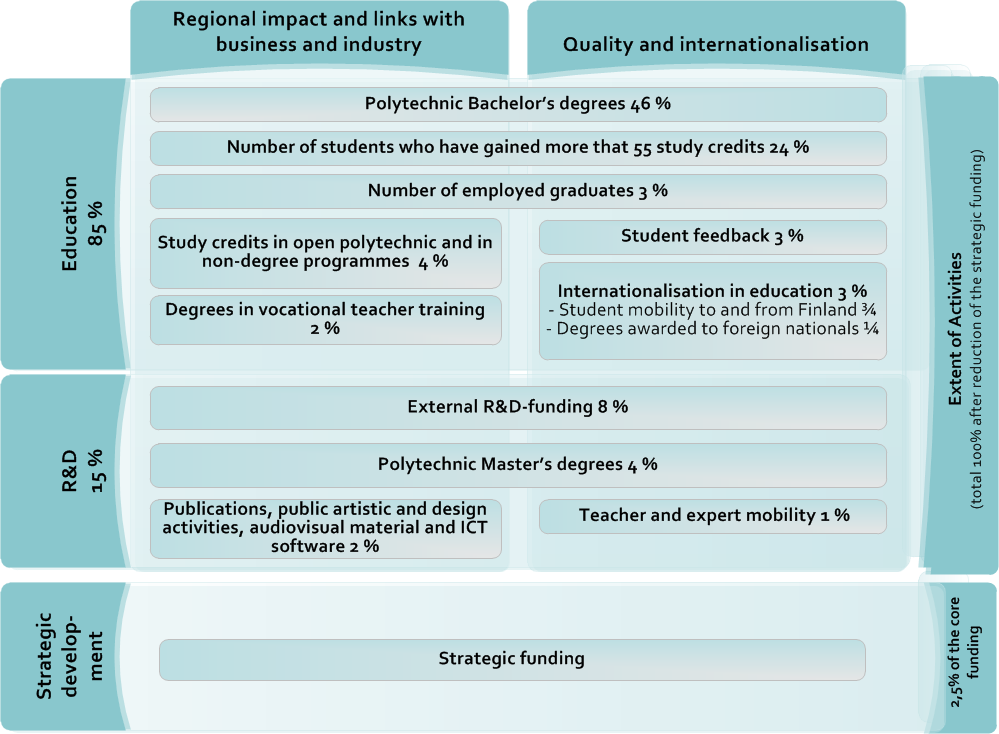 Regional impact and links with
business and industry
Quality and internationalisation
Education
85 %
Polytechnic Bachelor's degrees 46 %
Number of students who have gained more that 55 study credits 24 %
Number of employed graduates 3 %
Study credits in open polytechnic and in
non-degree programmes 4 %
Degrees in vocational teacher training
2 %
Student feedback 3 %
Internationalisation in education 3 %
- Student mobility to and from Finland ¾
- Degrees awarded to foreign nationals ¼
R&D
15 %
External R&D-funding 8 %
Polytechnic Master's degrees 4 %
Publications, public artistic and design
activities, audiovisual material and ICT
software 2 %
Teacher and expert mobility 1 %
Extent of Activities
(total 100% after reduction of the strategic funding)
Strategic
develop-
ment
Strategic funding
2,5% of the core
funding